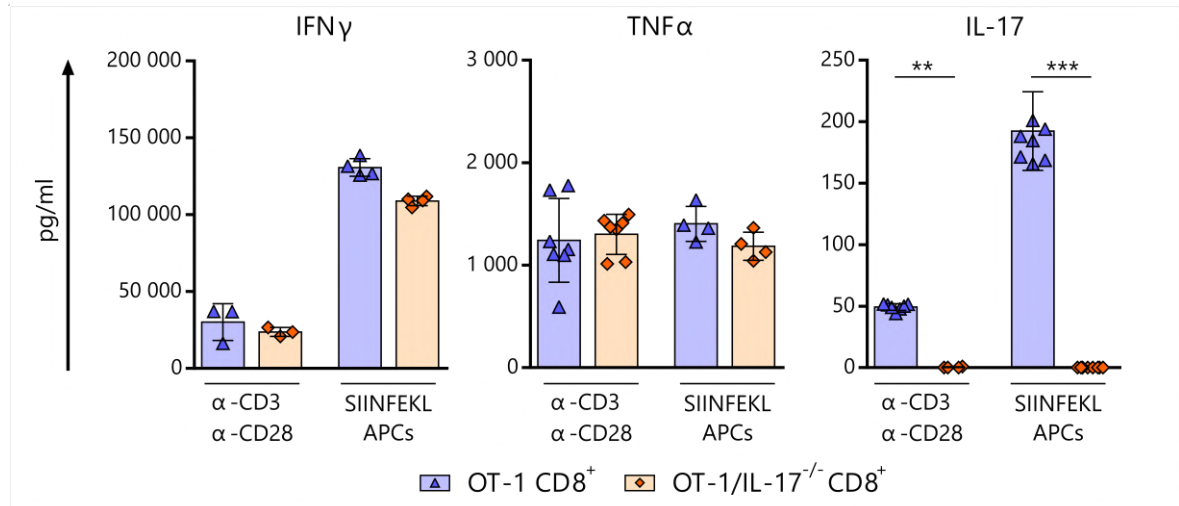 IFNγ
TNFα
IL-17
pg/ml
200 000
150 000
100 000
50 000
0
3 000
2 000
1 000
0
250
200
150
100
50
0
**
***
α-CD3
α-CD28
SIINFEKL
APCs
α-CD3
α-CD28
SIINFEKL
APCs
α-CD3
α-CD28
SIINFEKL
APCs
OT-1 CD8⁺
OT-1/IL-17⁻/⁻ CD8⁺